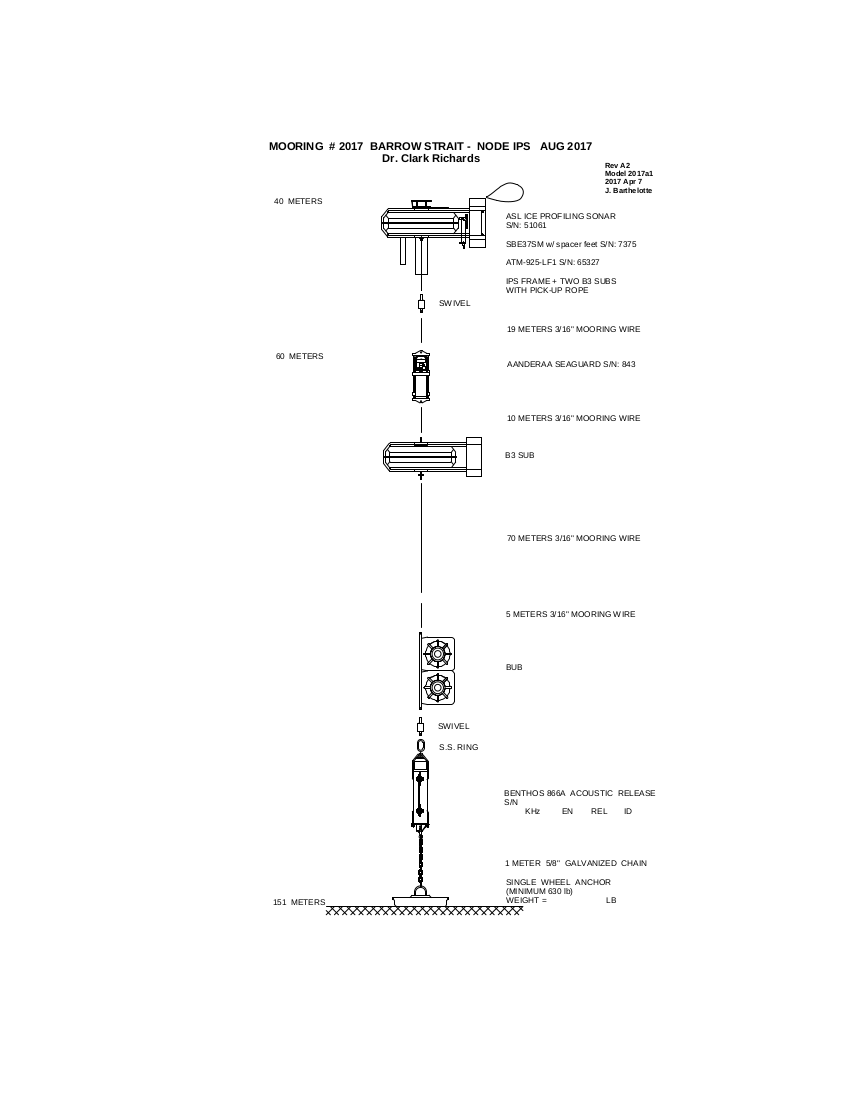 MOORING # 2017 BARROW STRAIT - NODE IPS AUG 2017
Dr. Clark Richards
Rev A2
Model 2017a1
2017 Apr 7
J. Barthelotte
40 METERS
ASL ICE PROFILING SONAR
S/N: 51061
SBE37SM w/ spacer feet S/N: 7375
ATM-925-LF1 S/N: 65327
IPS FRAME + TWO B3 SUBS
WITH PICK-UP ROPE
SWIVEL
19 METERS 3/16" MOORING WIRE
60 METERS
AANDERAA SEAGUARD S/N: 843
10 METERS 3/16" MOORING WIRE
B3 SUB
70 METERS 3/16" MOORING WIRE
5 METERS 3/16" MOORING WIRE
BUB
SWIVEL
S.S. RING
BENTHOS 866A ACOUSTIC RELEASE
S/N
KHz EN REL ID
1 METER 5/8" GALVANIZED CHAIN
SINGLE WHEEL ANCHOR
(MINIMUM 630 lb)
WEIGHT = LB
151 METERS